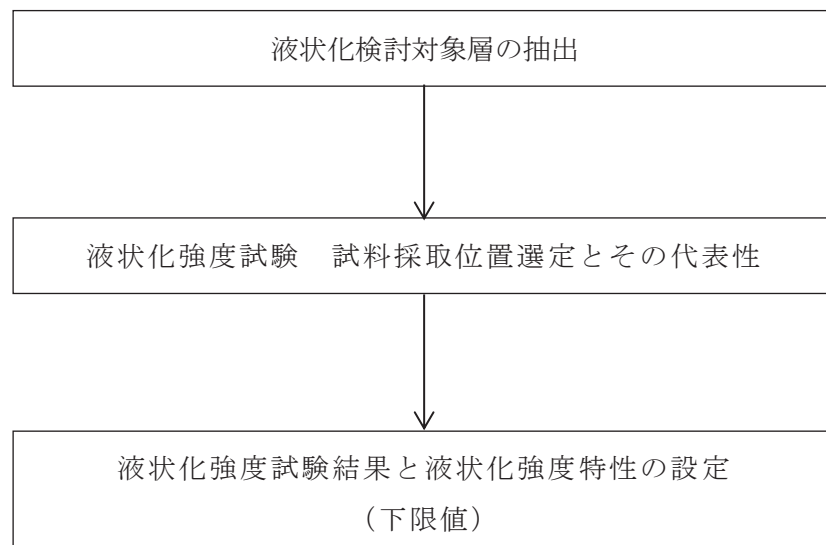 液状化検討対象層の抽出
液状化強度試験　試料採取位置選定とその代表性
液状化強度試験結果と液状化強度特性の設定
（下限値）